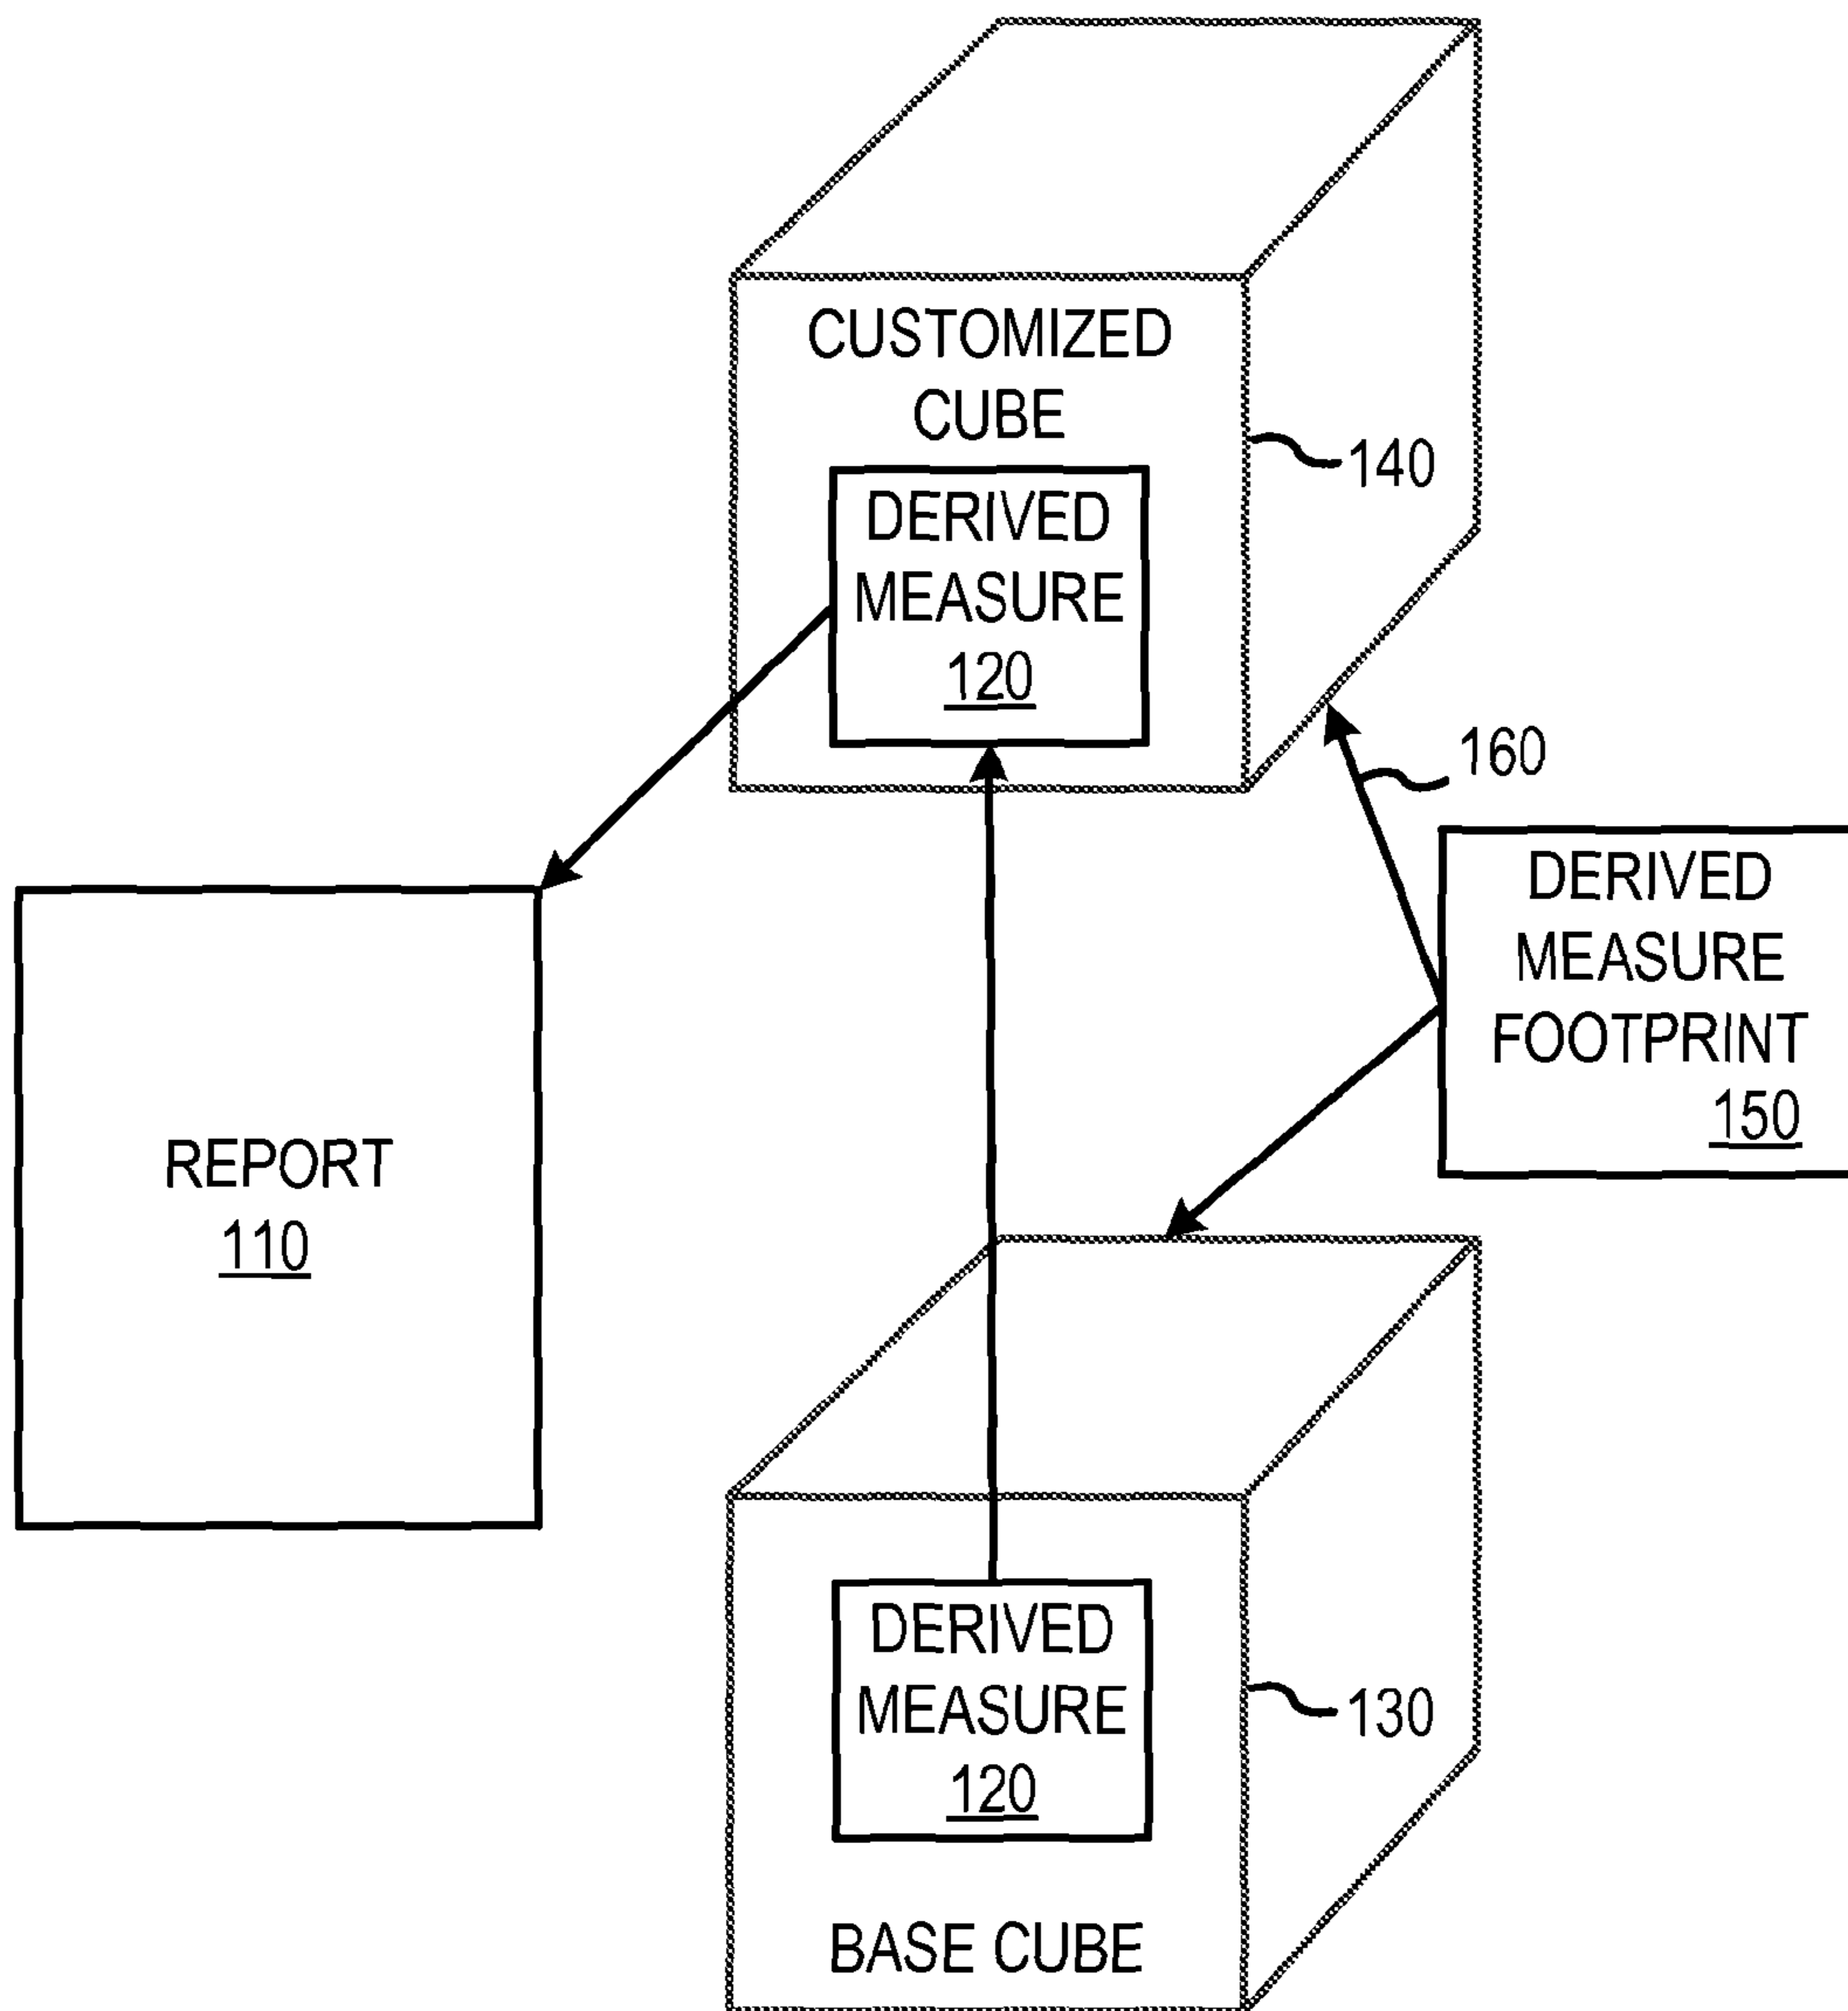 CUSTOMIZED
CUBE
140
DERIVED
MEASURE
120
160
DERIVED
MEASURE
FOOTPRINT
150
REPORT
110
DERIVED
MEASURE
120
130
BASE CUBE